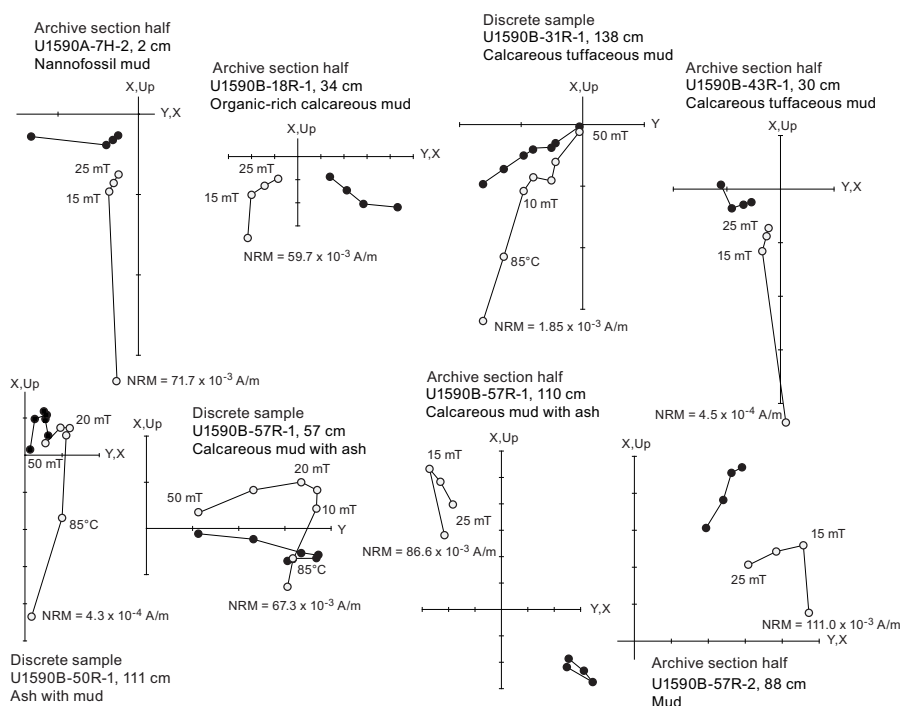 Archive section half
U1590A-7H-2, 2 cm
Nannofossil mud
X,Up
Y,X
25 mT
15 mT
NRM = 71.7 x 10-3 A/m
Archive section half
U1590B-18R-1, 34 cm
Organic-rich calcareous mud
X,Up
Y,X
25 mT
15 mT
NRM = 59.7 x 10-3 A/m
Discrete sample
U1590B-31R-1, 138 cm
Calcareous tuffaceous mud
X,Up
Y
50 mT
10 mT
85°C
NRM = 1.85 x 10-3 A/m
Archive section half
U1590B-43R-1, 30 cm
Calcareous tuffaceous mud
X,Up
Y,X
25 mT
15 mT
NRM = 4.5 x 10-4 A/m
X,Up
20 mT
Y,X
50 mT
85°C
NRM = 4.3 x 10-4 A/m
Discrete sample
U1590B-50R-1, 111 cm
Ash with mud
Discrete sample
U1590B-57R-1, 57 cm
Calcareous mud with ash
X,Up
20 mT
50 mT
10 mT
Y
85°C
NRM = 67.3 x 10-3 A/m
Archive section half
U1590B-57R-1, 110 cm
Calcareous mud with ash
X,Up
15 mT
25 mT
NRM = 86.6 x 10-3 A/m
Y,X
X,Up
15 mT
25 mT
NRM = 111.0 x 10-3 A/m
Y,X
Archive section half
U1590B-57R-2, 88 cm
Mud